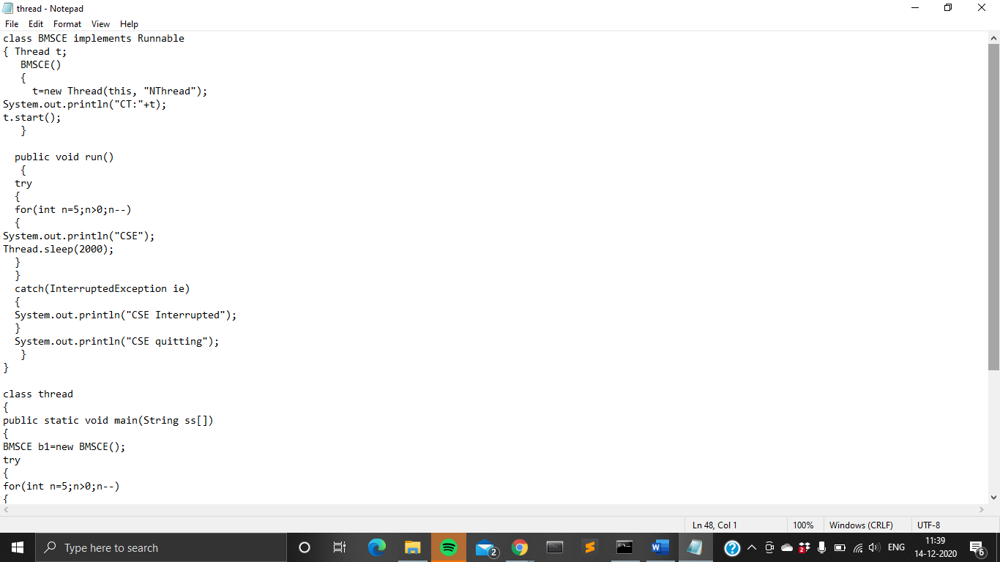 thread - Notepad
File Edit Format View Help
class BMSCE implements Runnable
{ Thread t;
   BMSCE()
   {
     t=new Thread(this, "NThread");
System.out.println("CT:"+t);
t.start();
   }
  public void run()
   {
  try
  {
  for(int n=5;n>0;n--)
  {
System.out.println("CSE");
Thread.sleep(2000);
  }
  }
  catch(InterruptedException ie)
  {
  System.out.println("CSE Interrupted");
  }
  System.out.println("CSE quitting");
   }
}
class thread
{
public static void main(String ss[])
{
BMSCE b1=new BMSCE();
try
{
for(int n=5;n>0;n--)
{
Ln 48, Col 1 100% Windows (CRLF) UTF-8
Type here to search 2 W 2 ENG 11:39
14-12-2020 6